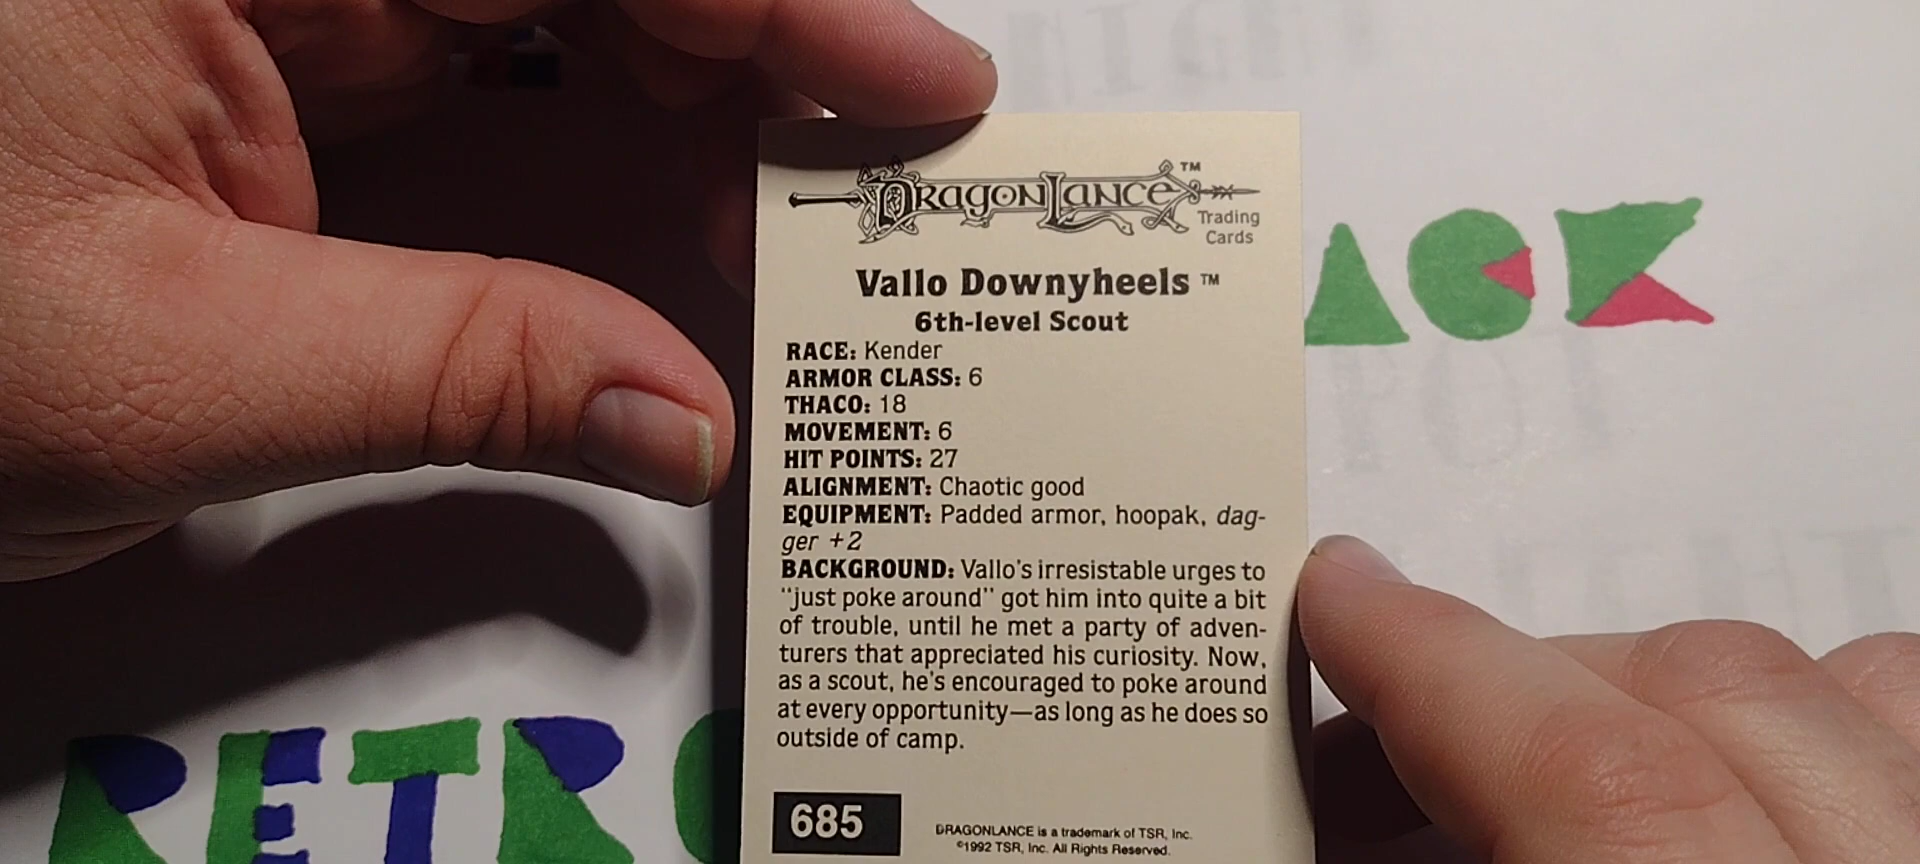 DRAGONLANCE™
Trading
Cards
Vallo Downyheels ™
6th-level Scout
RACE: Kender
ARMOR CLASS: 6
THACO: 18
MOVEMENT: 6
HIT POINTS: 27
ALIGNMENT: Chaotic good
EQUIPMENT: Padded armor, hoopak, dag-
ger +2
BACKGROUND: Vallo's irresistable urges to
"just poke around" got him into quite a bit
of trouble, until he met a party of adven-
turers that appreciated his curiosity. Now,
as a scout, he's encouraged to poke around
at every opportunity—as long as he does so
outside of camp.
685
DRAGONLANCE is a trademark of TSR, Inc.
©1992 TSR, Inc. All Rights Reserved.
ACK
RETRO